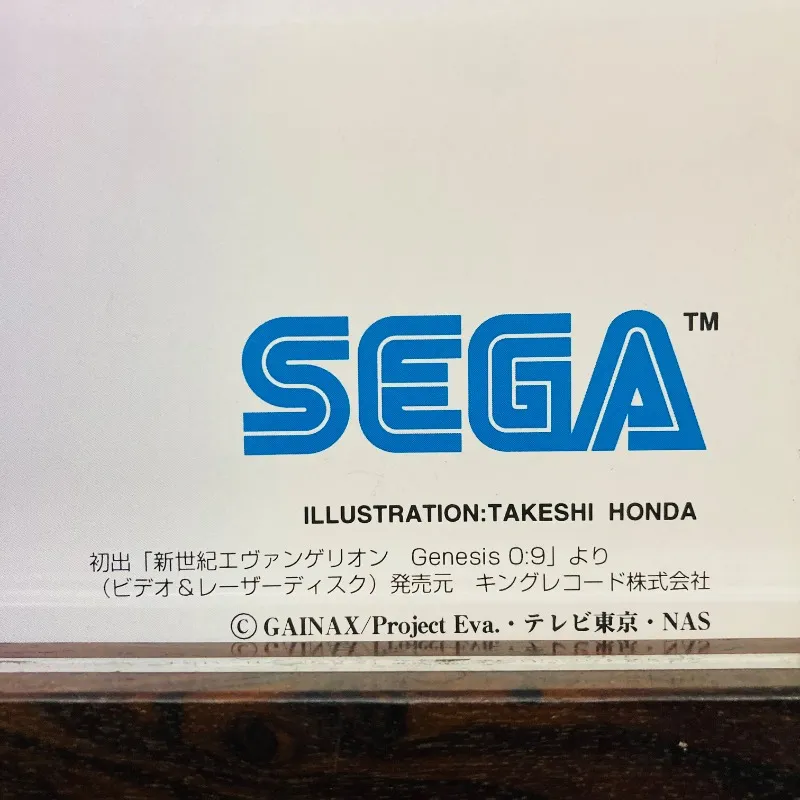 SEGA™
ILLUSTRATION:TAKESHI HONDA
初出「新世紀エヴァンゲリオン Genesis 0:9」より
(ビデオ&レーザーディスク)発売元 キングレコード株式会社
© GAINAX/Project Eva.・テレビ東京・NAS